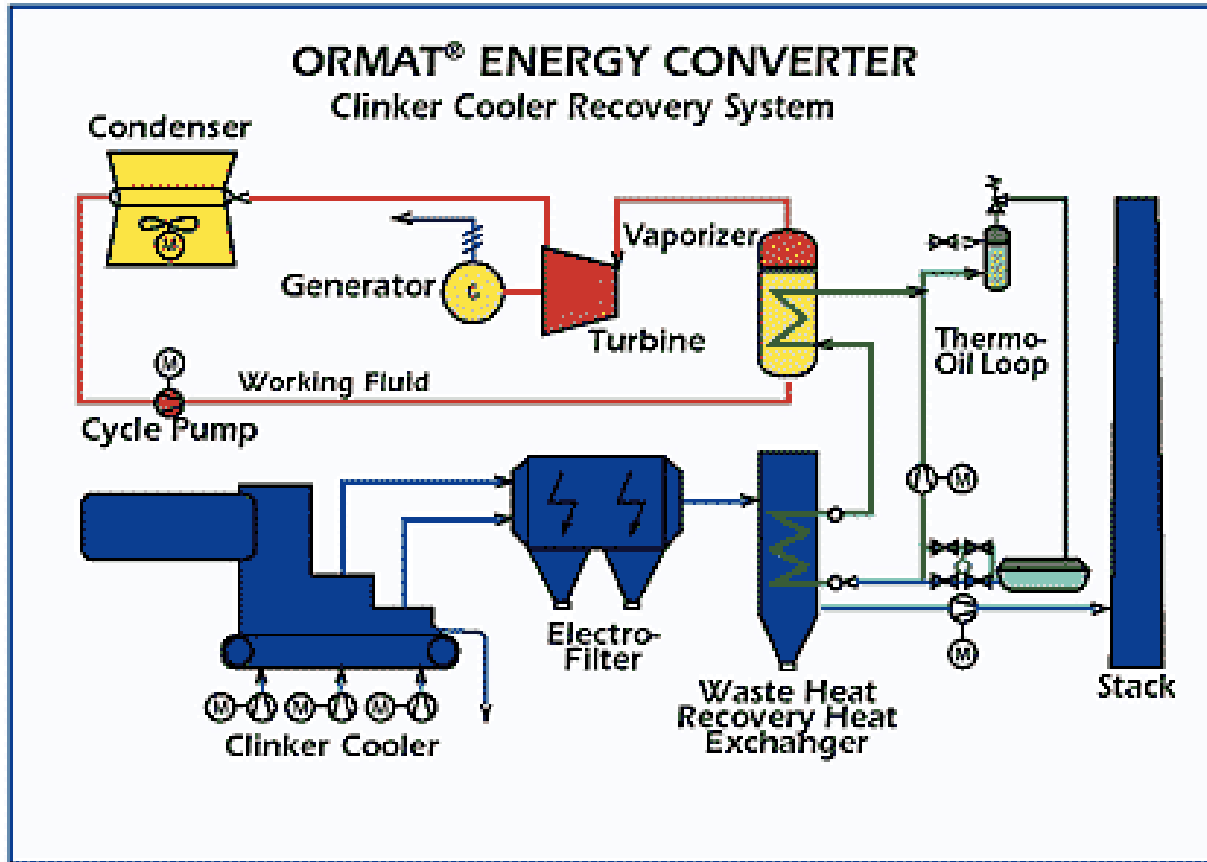 ORMAT® ENERGY CONVERTER
Clinker Cooler Recovery System
Condenser
M
Generator
G
Vaporizer
Turbine
Thermo-
Oil Loop
M
Working Fluid
Cycle Pump
M
Electro-
Filter
M
Waste Heat
Recovery Heat
Exchanger
Stack
M
M
M
Clinker Cooler